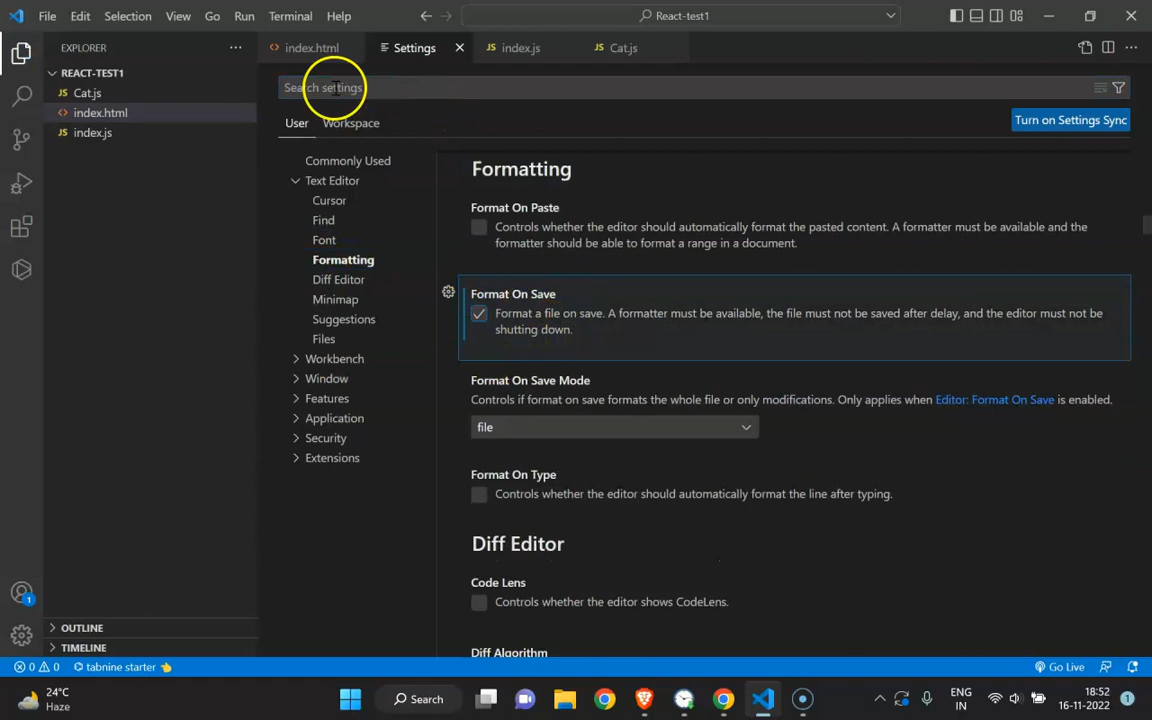 File Edit Selection View Go Run Terminal Help
React-test1
EXPLORER
REACT-TEST1
Cat.js
index.html
index.js
OUTLINE
TIMELINE
index.html
Settings
index.js
Cat.js
Search settings
User
Workspace
Turn on Settings Sync
Commonly Used
Text Editor
Cursor
Find
Font
Formatting
Diff Editor
Minimap
Suggestions
Files
Workbench
Window
Features
Application
Security
Extensions
Formatting
Format On Paste
Controls whether the editor should automatically format the pasted content. A formatter must be available and the
formatter should be able to format a range in a document.
Format On Save
Format a file on save. A formatter must be available, the file must not be saved after delay, and the editor must not be
shutting down.
Format On Save Mode
Controls if format on save formats the whole file or only modifications. Only applies when Editor: Format On Save is enabled.
file
Format On Type
Controls whether the editor should automatically format the line after typing.
Diff Editor
Code Lens
Controls whether the editor shows CodeLens.
Diff Algorithm
1
0 0 tabnine starter
Go Live
24°C
Haze
Search
ENG
IN
18:52
16-11-2022
1